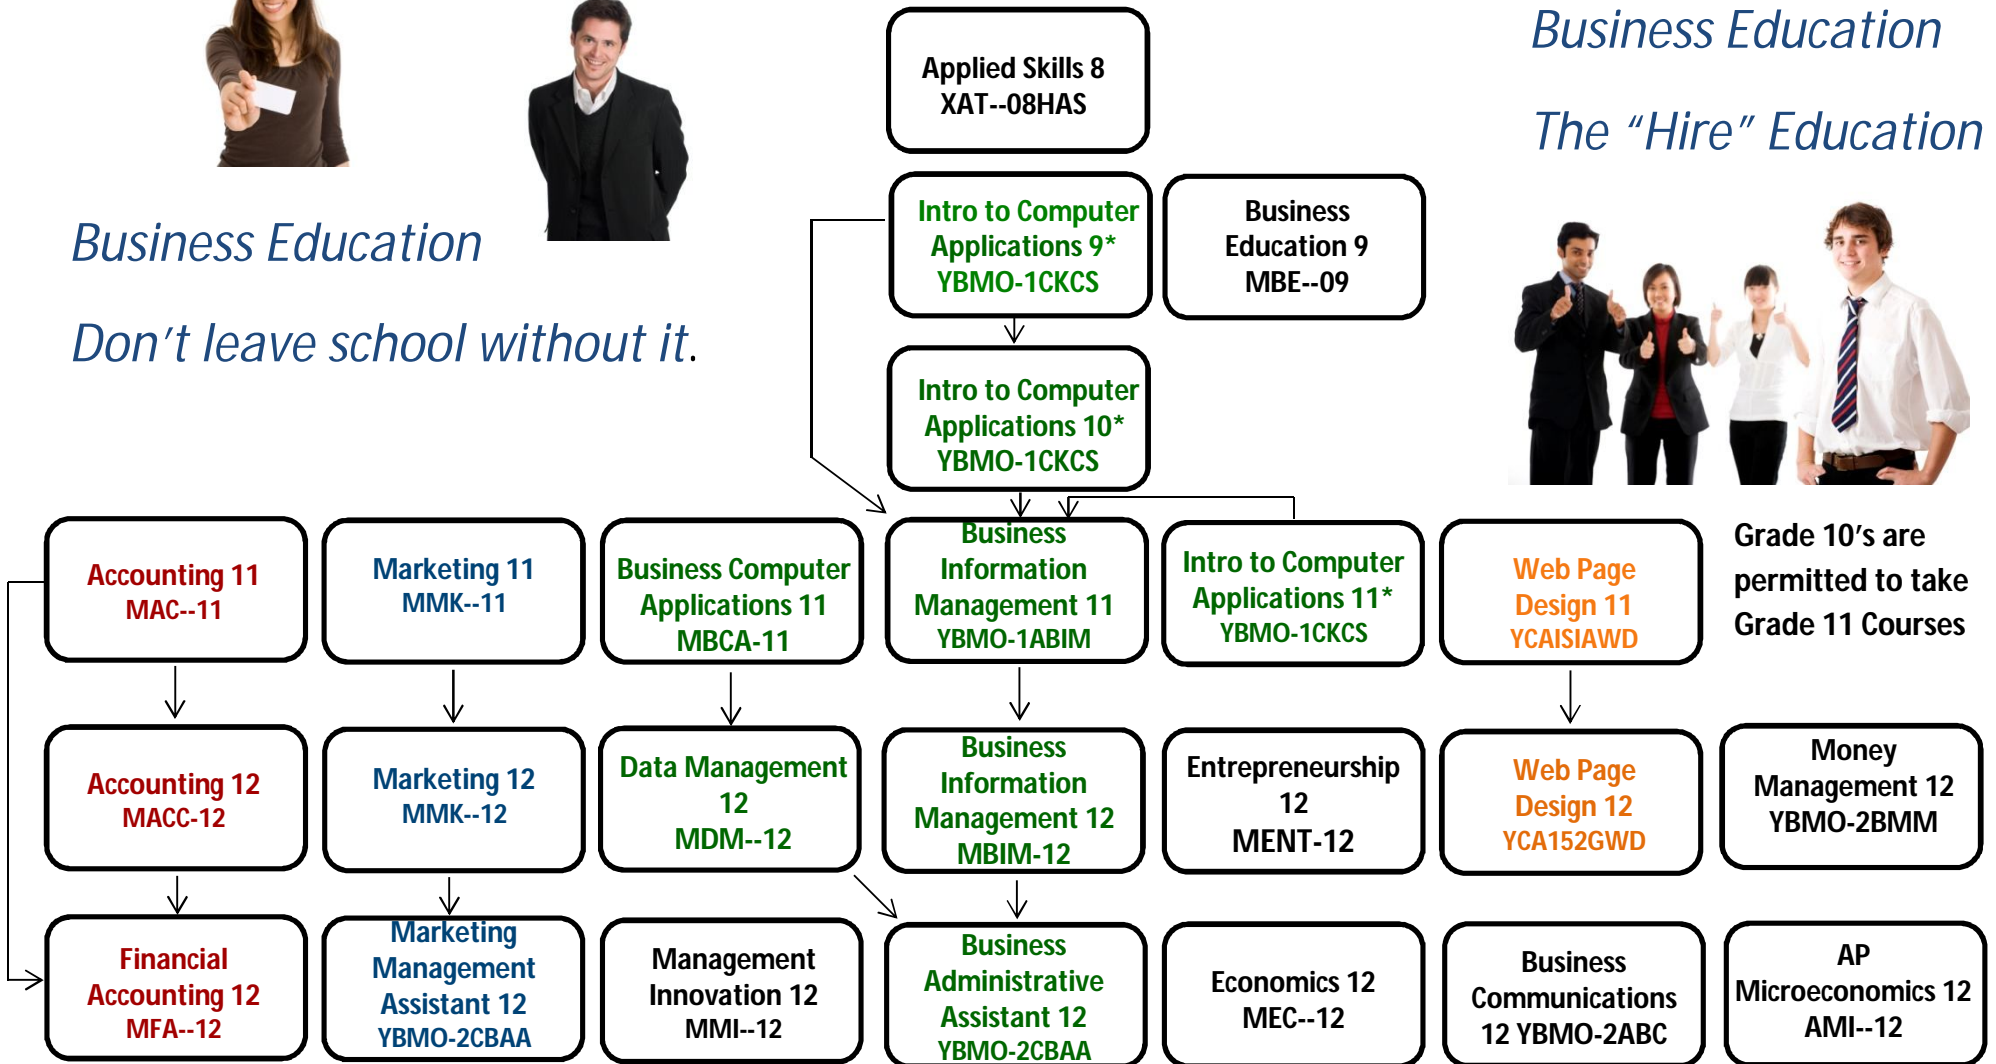 Business Education
The “Hire” Education
Business Education
Don’t leave school without it.
Applied Skills 8
XAT--08HAS
Intro to Computer
Applications 9*
YBMO-1CKCS
Business
Education 9
MBE--09
Intro to Computer
Applications 10*
YBMO-1CKCS
Accounting 11
MAC--11
Marketing 11
MMK--11
Business Computer
Applications 11
MBCA-11
Business
Information
Management 11
YBMO-1ABIM
Intro to Computer
Applications 11*
YBMO-1CKCS
Web Page
Design 11
YCAISIAWD
Grade 10’s are
permitted to take
Grade 11 Courses
Accounting 12
MACC-12
Marketing 12
MMK--12
Data Management
12
MDM--12
Business
Information
Management 12
MBIM-12
Entrepreneurship
12
MENT-12
Web Page
Design 12
YCA152GWD
Money
Management 12
YBMO-2BMM
Financial
Accounting 12
MFA--12
Marketing
Management
Assistant 12
YBMO-2CBAA
Management
Innovation 12
MMI--12
Business
Administrative
Assistant 12
YBMO-2CBAA
Economics 12
MEC--12
Business
Communications
12 YBMO-2ABC
AP
Microeconomics 12
AMI--12